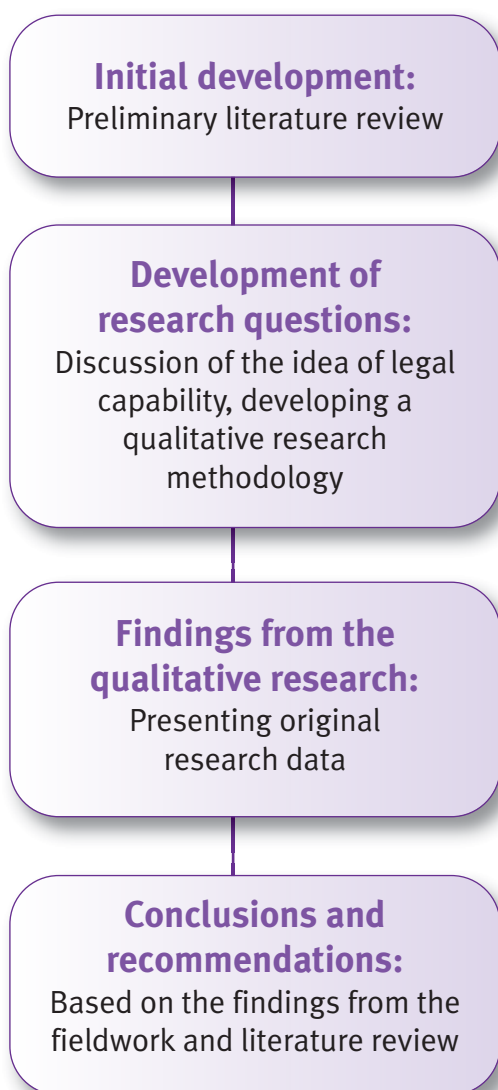 Initial development:
Preliminary literature review
Development of
research questions:
Discussion of the idea of legal
capability, developing a
qualitative research
methodology
Findings from the
qualitative research:
Presenting original
research data
Conclusions and
recommendations:
Based on the findings from the
fieldwork and literature review